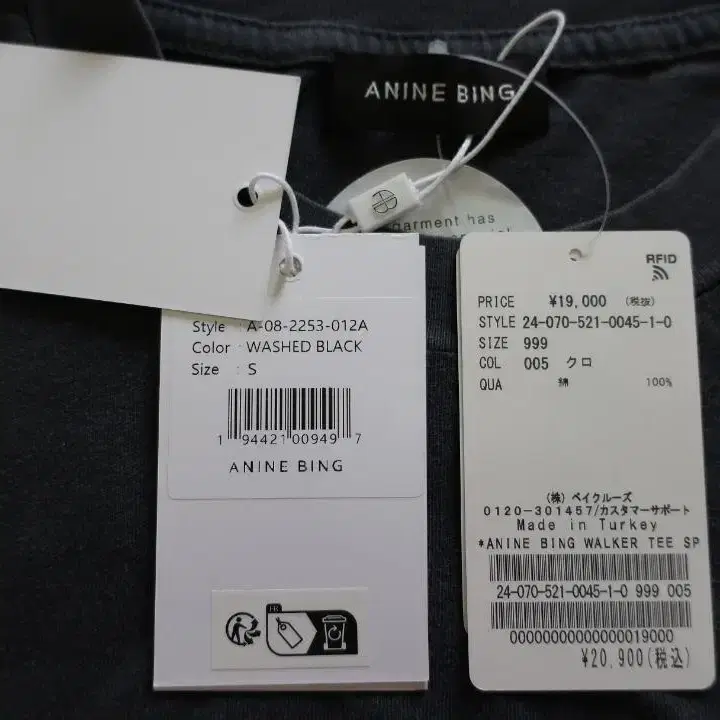 ANINE BING
garment has
Style : A-08-2253-012A
Color : WASHED BLACK
Size : S
1 94421 00949 7
ANINE BING
FR
RFID
PRICE ¥19,000 (税抜)
STYLE 24-070-521-0045-1-0
SIZE 999
COL 005 クロ
QUA 綿 100%
(株) ベイクルーズ
0120-301457/カスタマーサポート
Made in Turkey
*ANINE BING WALKER TEE SP
24-070-521-0045-1-0 999 005
00000000000000019000
¥20,900(税込)